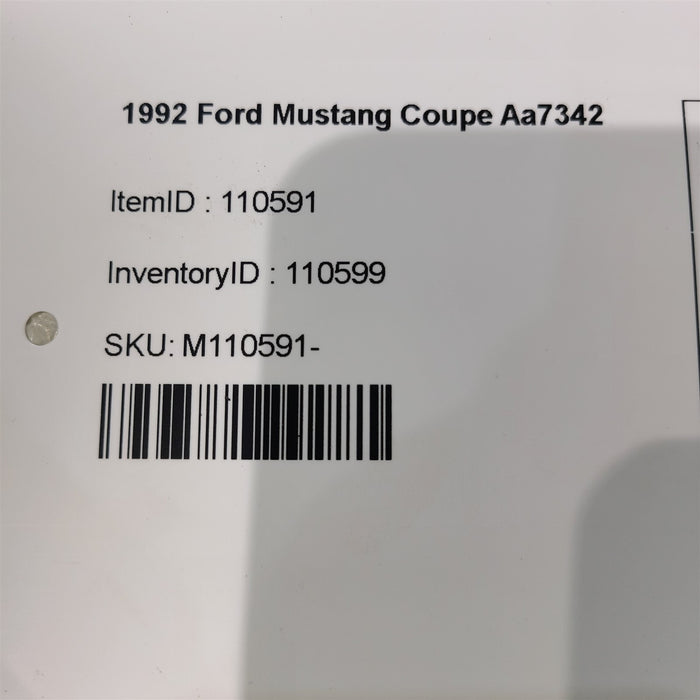 1992 Ford Mustang Coupe Aa7342
ItemID : 110591
InventoryID : 110599
SKU: M110591-